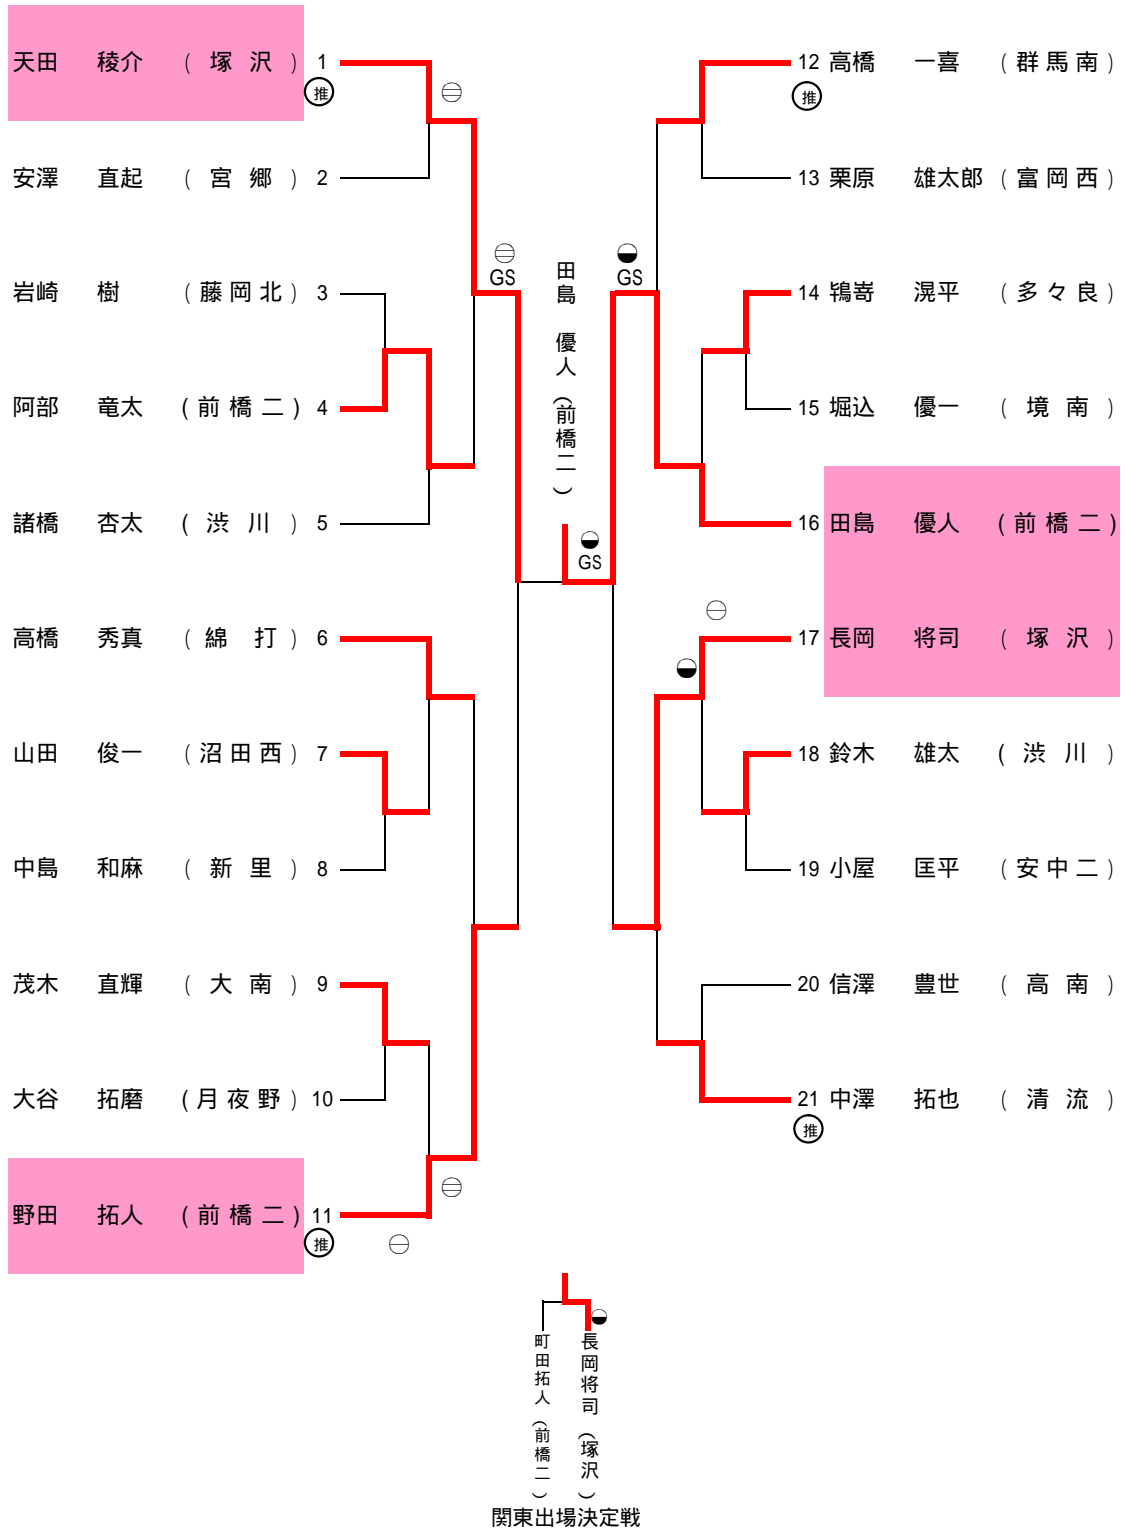 天田 稜介 (塚沢) 1
推
安澤 直起 (宮郷) 2
岩崎 樹 (藤岡北) 3
阿部 竜太 (前橋二) 4
諸橋 杏太 (渋川) 5
高橋 秀真 (綿打) 6
山田 俊一 (沼田西) 7
中島 和麻 (新里) 8
茂木 直輝 (大南) 9
大谷 拓磨 (月夜野) 10
野田 拓人 (前橋二) 11
推
GS
田島 優人 (前橋二)
GS
GS
12 高橋 一喜 (群馬南)
推
13 栗原 雄太郎 (富岡西)
14 鴇嵜 滉平 (多々良)
15 堀込 優一 (境南)
16 田島 優人 (前橋二)
17 長岡 将司 (塚沢)
18 鈴木 雄太 (渋川)
19 小屋 匡平 (安中二)
20 信澤 豊世 (高南)
21 中澤 拓也 (清流)
推
町田拓人 (前橋二)
長岡将司 (塚沢)
関東出場決定戦